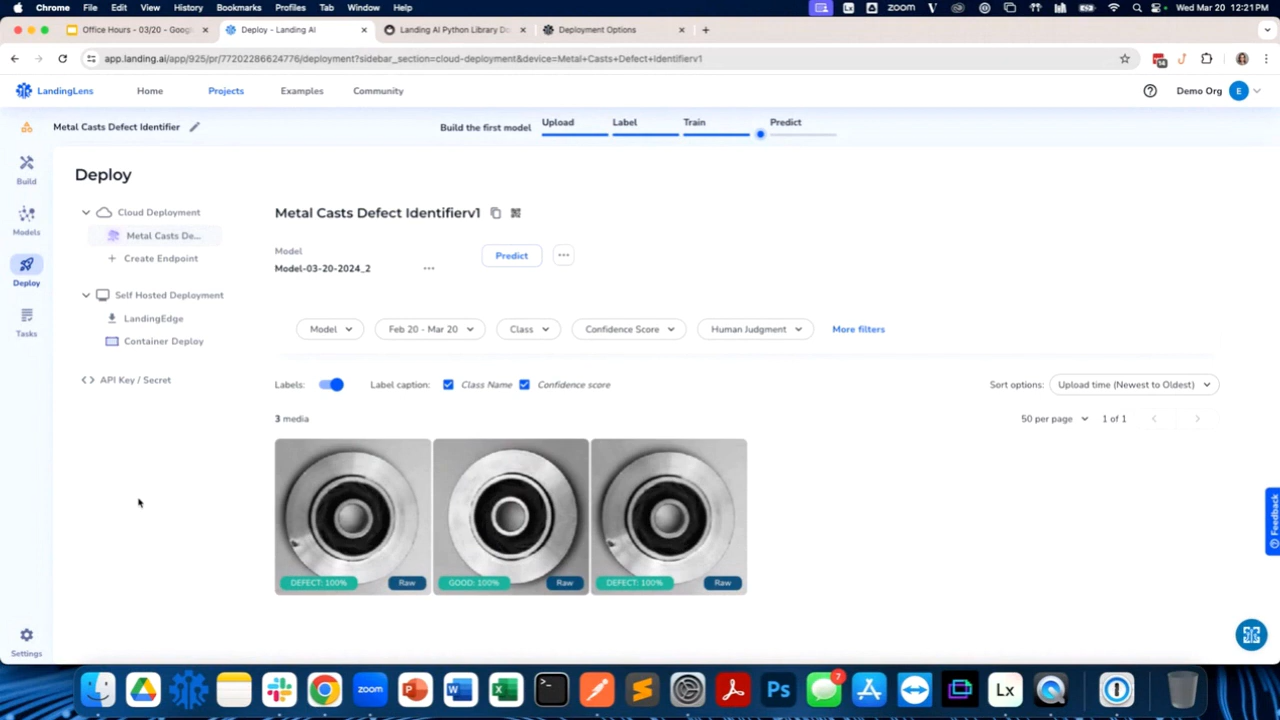 Chrome File Edit View History Bookmarks Profiles Tab Window Help zoom Wed Mar 20 12:21PM
Office Hours - 03/20 - Goog Deploy - Landing AI Landing AI Python Library Do Deployment Options
app.landing.ai/app/925/pr/77202286624776/deployment?sidebar_section=cloud-deployment&device=Metal+Casts+Defect+Identifierv1
LandingLens Home Projects Examples Community Demo Org E
Metal Casts Defect Identifier Build the first model Upload Label Train Predict
Build
Models
Deploy
Tasks
Settings
Deploy
Cloud Deployment
Metal Casts De...
Create Endpoint
Self Hosted Deployment
LandingEdge
Container Deploy
API Key / Secret
Metal Casts Defect Identifierv1
Model
Model-03-20-2024_2
Predict
Model Feb 20 - Mar 20 Class Confidence Score Human Judgment More filters
Labels: Label caption: Class Name Confidence score Sort options: Upload time (Newest to Oldest)
3 media 50 per page 1 of 1
DEFECT: 100% Raw GOOD: 100% Raw DEFECT: 100% Raw
Feedback
zoom Ps 7 Lx